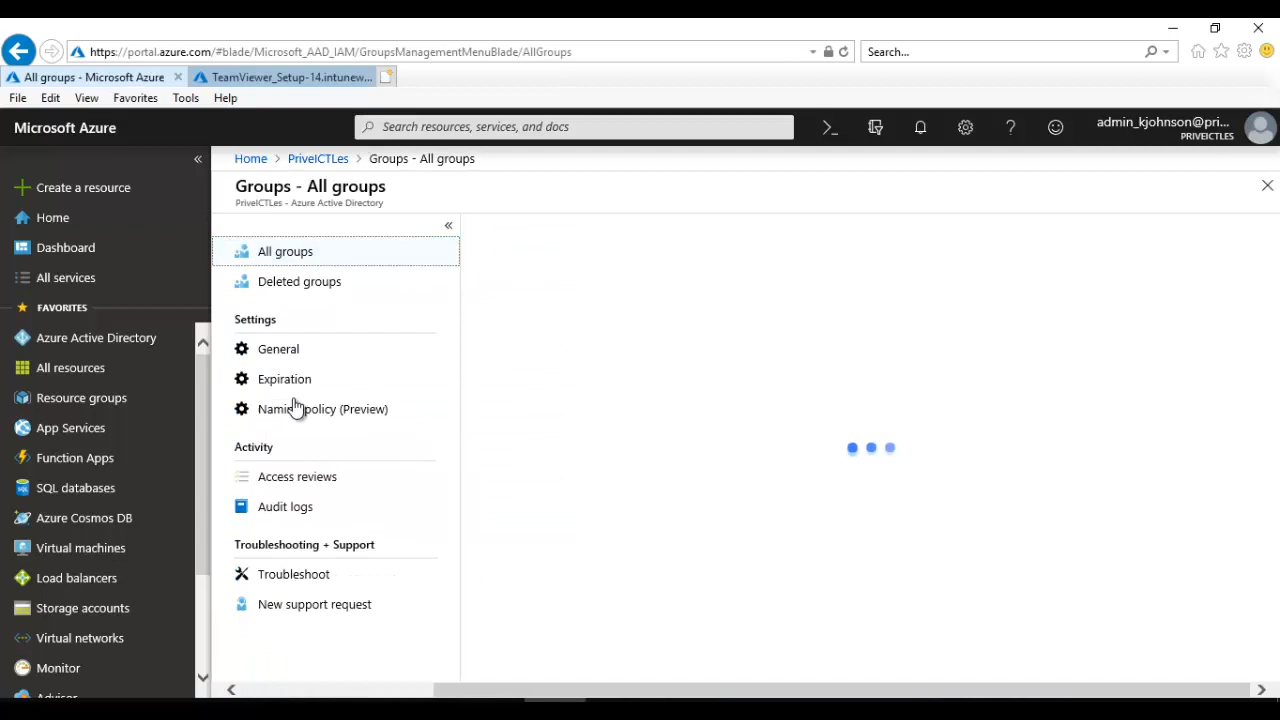 https://portal.azure.com/#blade/Microsoft_AAD_IAM/GroupsManagementMenuBlade/AllGroups
Search...
All groups - Microsoft Azure
TeamViewer_Setup-14.intunew...
File Edit View Favorites Tools Help
Microsoft Azure
Search resources, services, and docs
admin_kjohnson@pri...
PRIVEICTLES
Create a resource
Home
Dashboard
All services
FAVORITES
Azure Active Directory
All resources
Resource groups
App Services
Function Apps
SQL databases
Azure Cosmos DB
Virtual machines
Load balancers
Storage accounts
Virtual networks
Monitor
Advisor
Home > PriveICTLes > Groups - All groups
Groups - All groups
PriveICTLes - Azure Active Directory
All groups
Deleted groups
Settings
General
Expiration
Naming policy (Preview)
Activity
Access reviews
Audit logs
Troubleshooting + Support
Troubleshoot
New support request